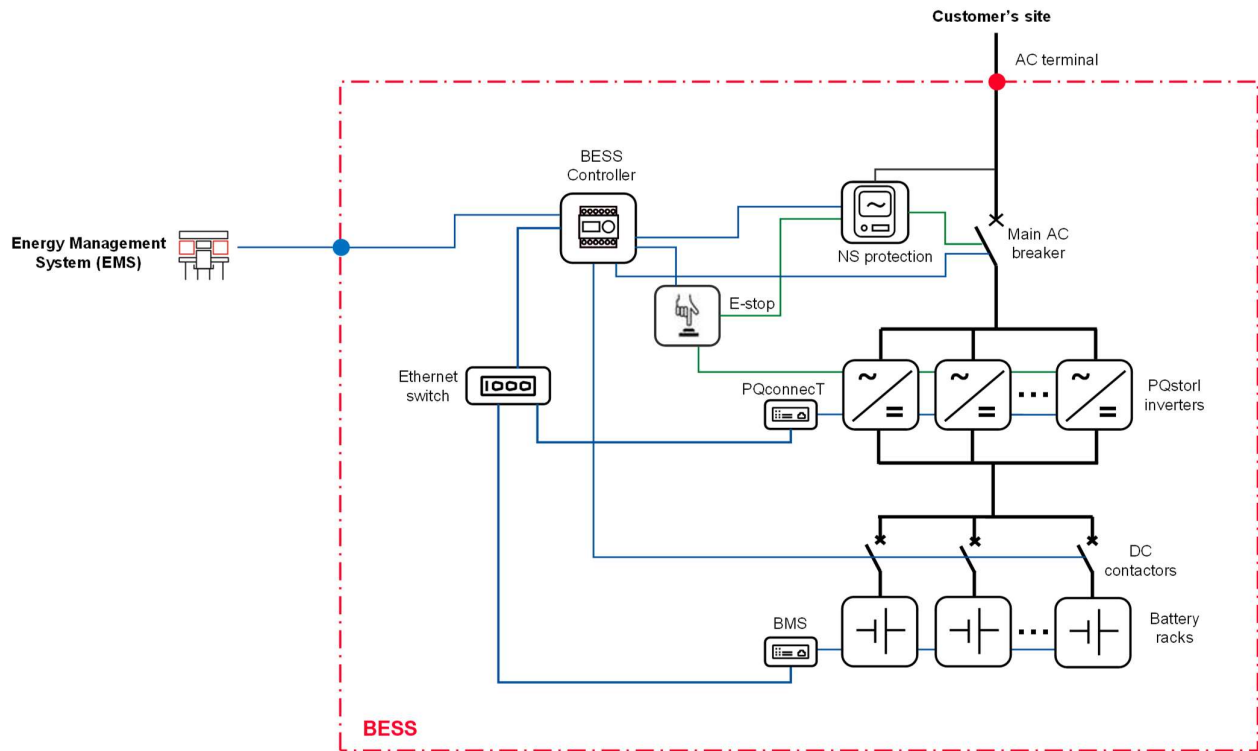 Customer's site
AC terminal
BESS
Controller
Energy Management
System (EMS)
NS protection
Main AC
breaker
E-stop
Ethernet
switch
1000
PQconnecT
PQstorI
inverters
DC
contactors
BMS
Battery
racks
BESS